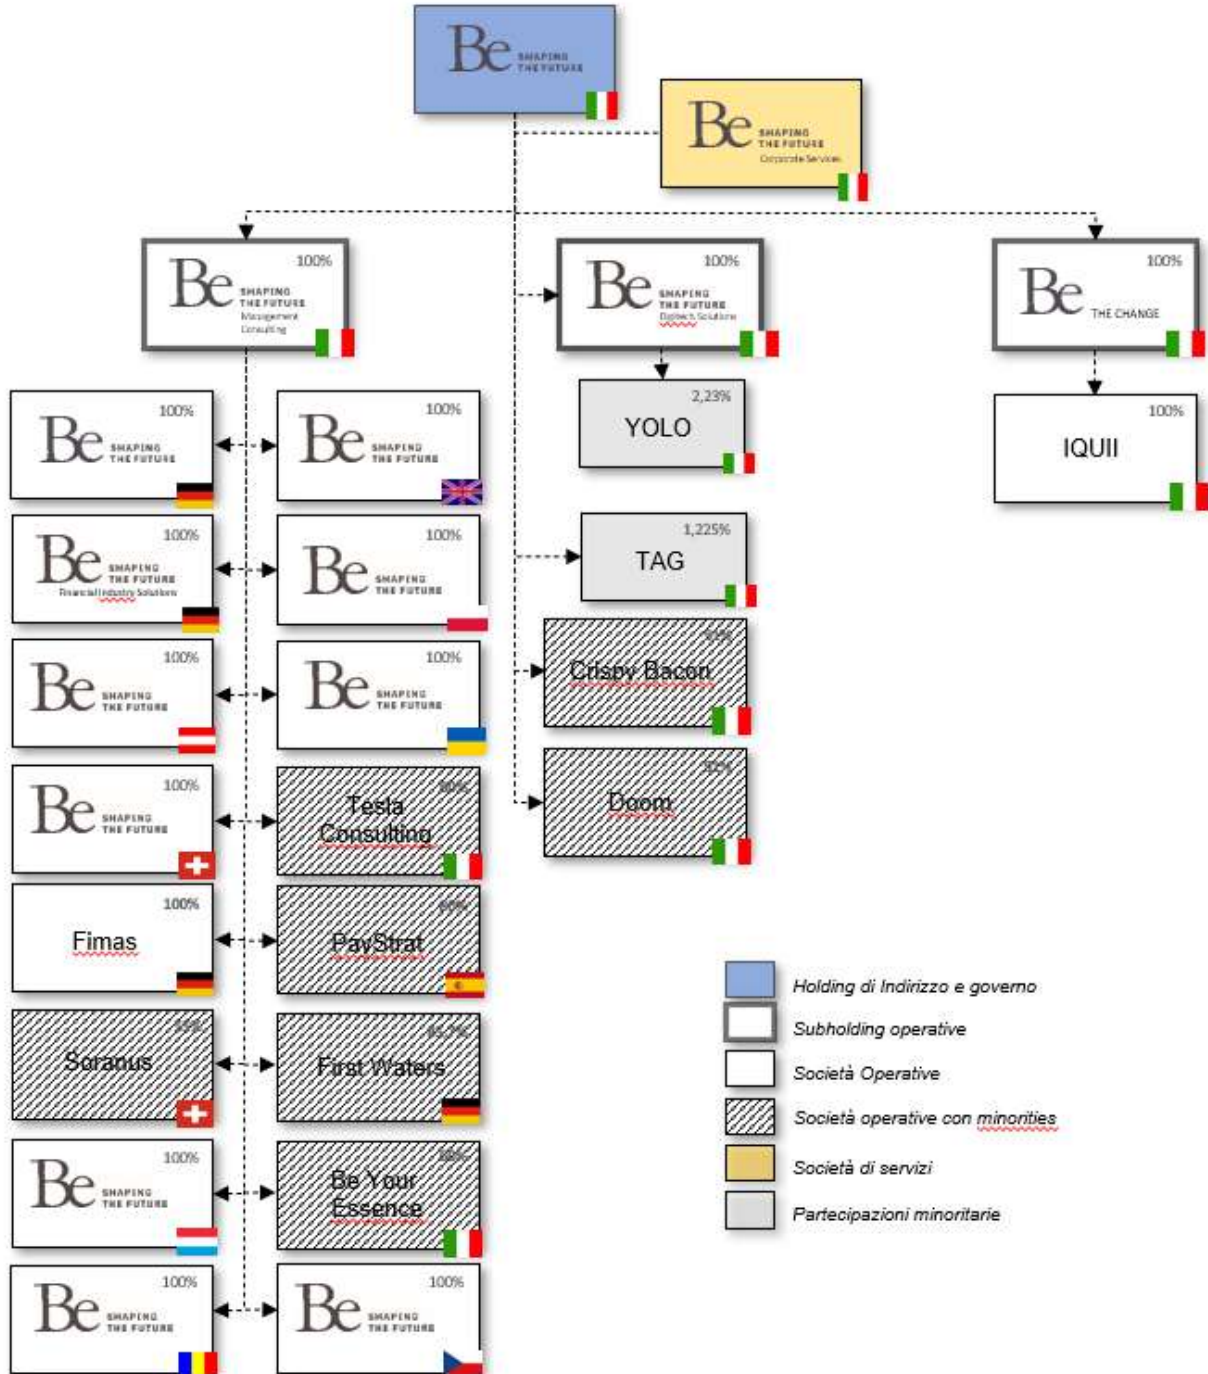 Be SHAPING
THE FUTURE
Be SHAPING
THE FUTURE
Corporate Services
100%
Be SHAPING
THE FUTURE
Management
Consulting
100%
Be SHAPING
THE FUTURE
Digitech Solutions
100%
Be THE CHANGE
2,23%
YOLO
100%
IQUII
100%
Be SHAPING
THE FUTURE
100%
Be SHAPING
THE FUTURE
1,225%
TAG
100%
Be SHAPING
THE FUTURE
Financial Industry Solutions
100%
Be SHAPING
THE FUTURE
Crispy Bacon
100%
Be SHAPING
THE FUTURE
100%
Be SHAPING
THE FUTURE
Doom
100%
Be SHAPING
THE FUTURE
60%
Tesla
Consulting
100%
Fimas
PayStrat
Soranus
85,7%
First Waters
100%
Be SHAPING
THE FUTURE
Be Your
Essence
100%
Be SHAPING
THE FUTURE
100%
Be SHAPING
THE FUTURE
Holding di Indirizzo e governo
Subholding operative
Società Operative
Società operative con minorities
Società di servizi
Partecipazioni minoritarie